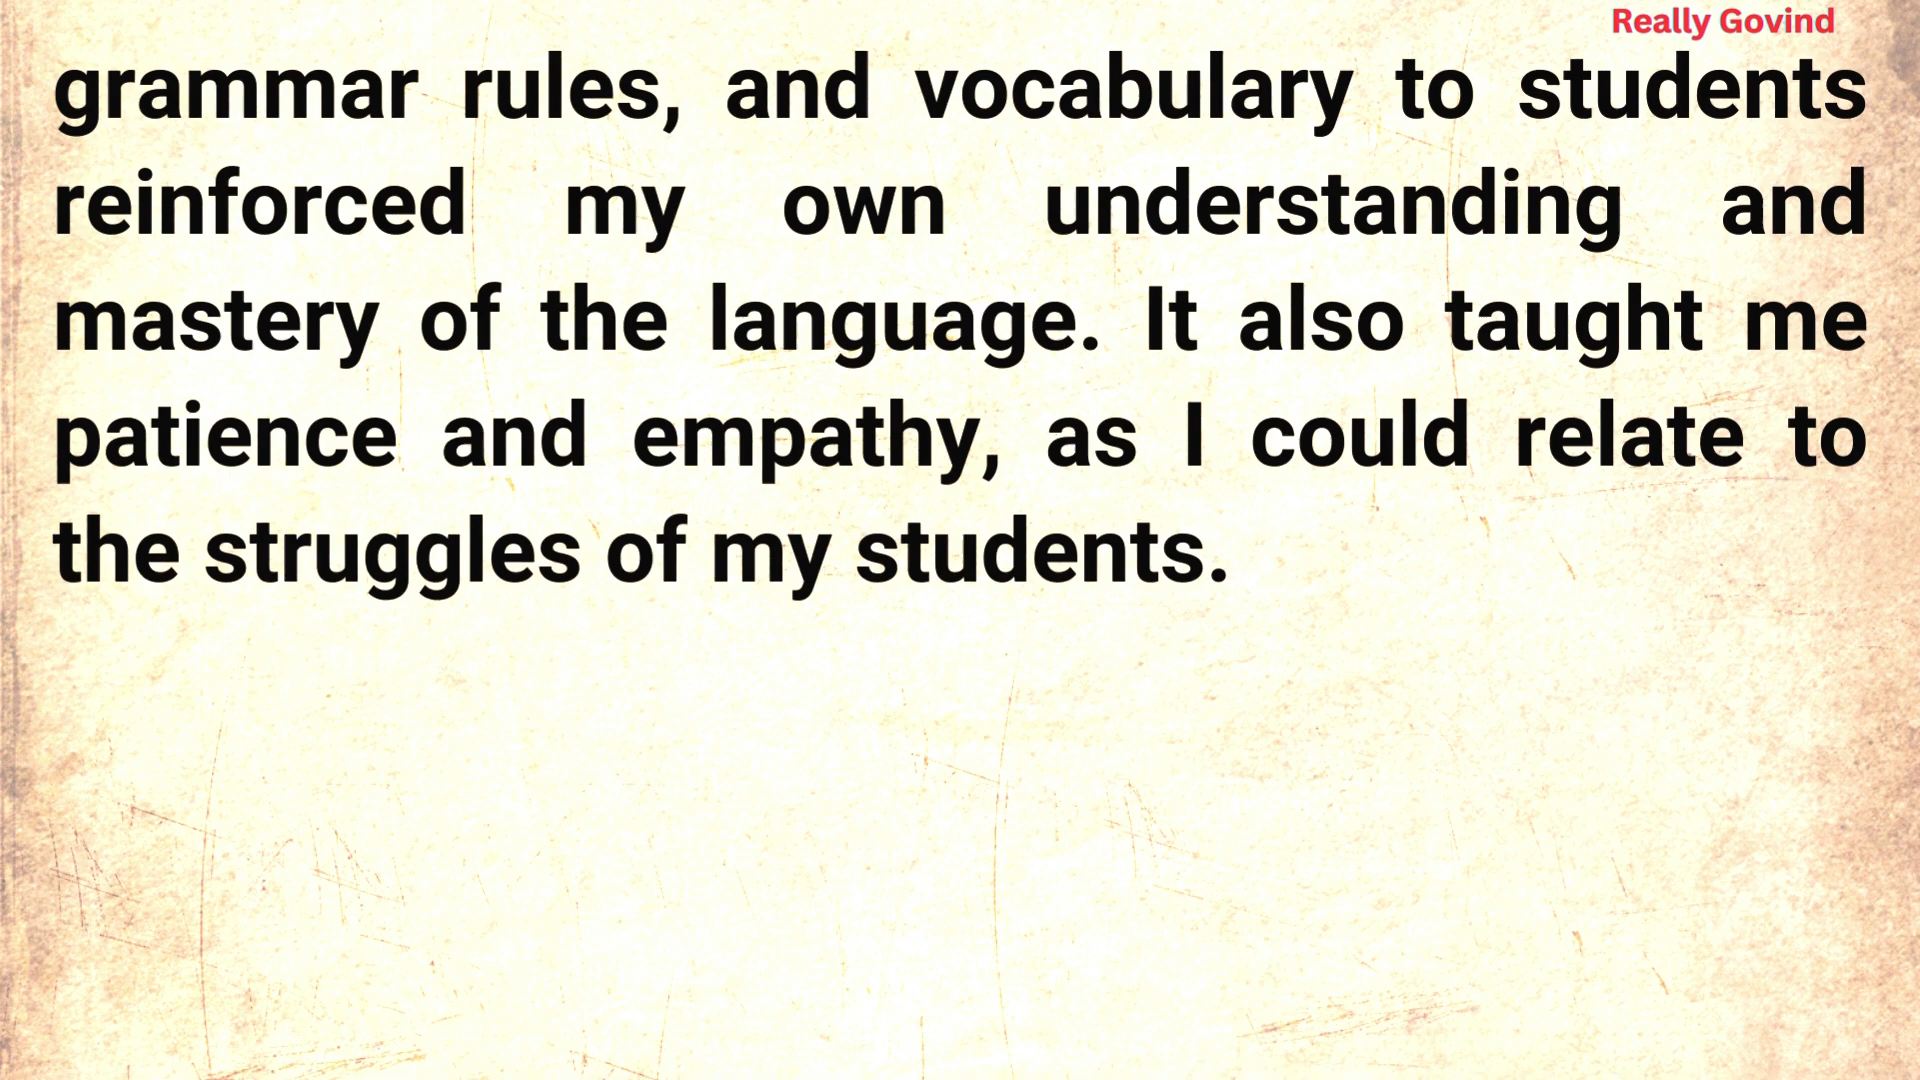 Really Govind
grammar rules, and vocabulary to students
reinforced my own understanding and
mastery of the language. It also taught me
patience and empathy, as I could relate to
the struggles of my students.